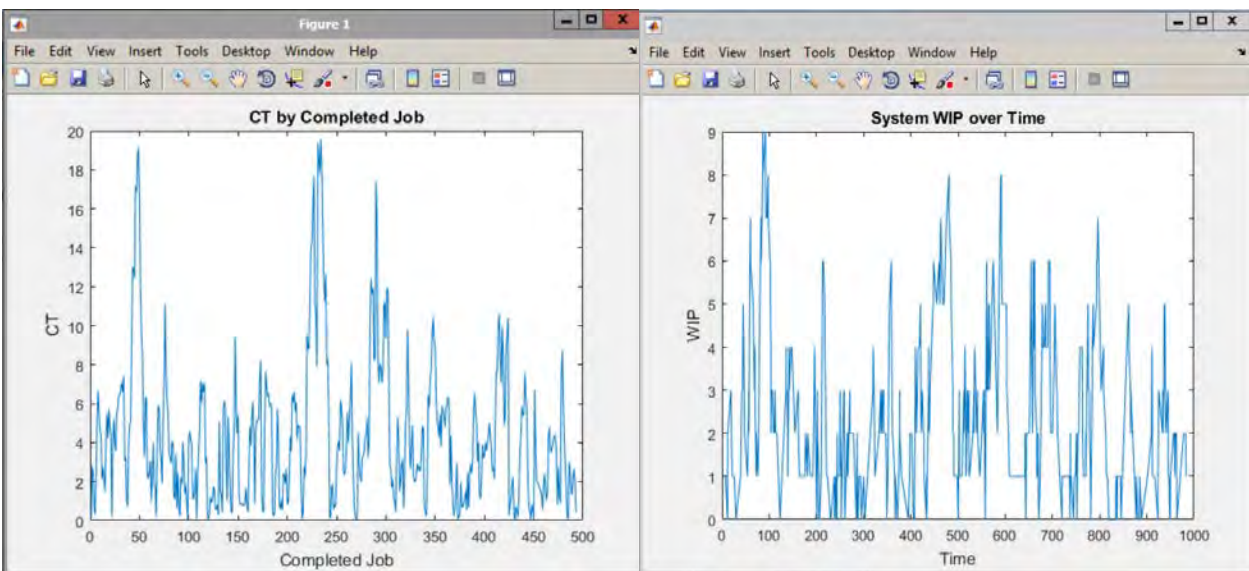 Figure 1
File Edit View Insert Tools Desktop Window Help
CT by Completed Job
20
18
16
14
12
10
8
6
4
2
0
CT
0 50 100 150 200 250 300 350 400 450 500
Completed Job
File Edit View Insert Tools Desktop Window Help
System WIP over Time
9
8
7
6
5
4
3
2
1
0
WIP
0 100 200 300 400 500 600 700 800 900 1000
Time